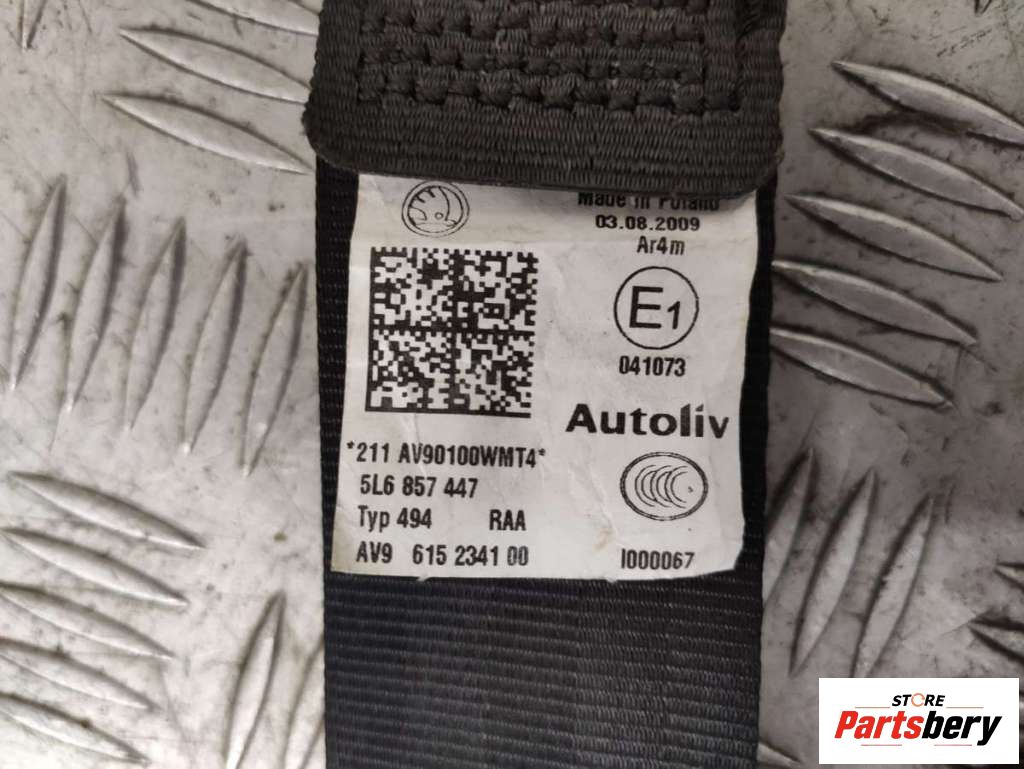 Made in Poland
03.08.2009
Ar4m
E1
041073
Autoliv
*211 AV90100WMT4*
5L6 857 447
Typ 494 RAA
AV9 615 2341 00 I000067
STORE
Partsbery